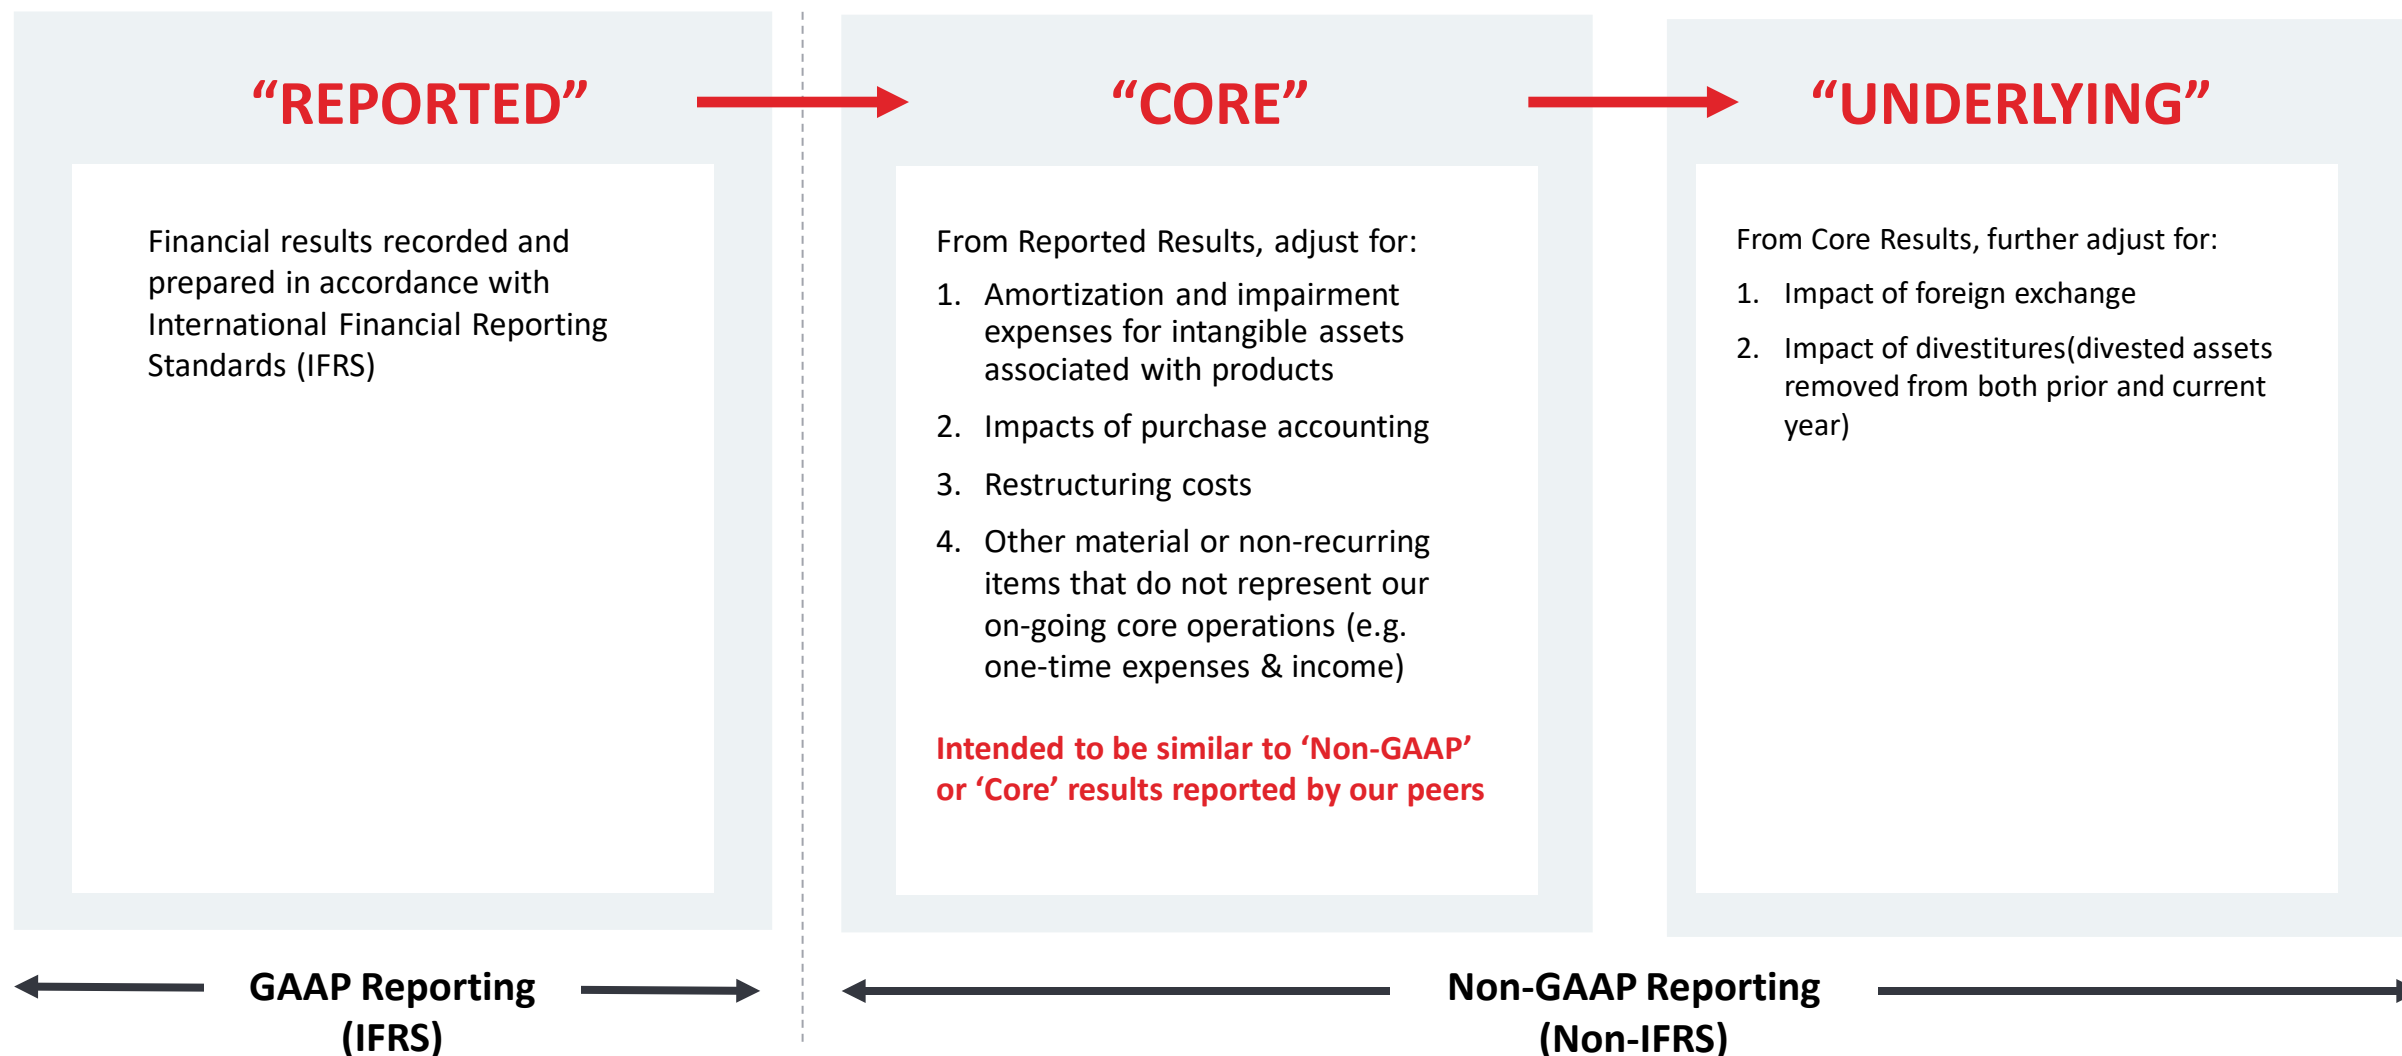 “REPORTED”
Financial results recorded and
prepared in accordance with
International Financial Reporting
Standards (IFRS)
“CORE”
From Reported Results, adjust for:
1. Amortization and impairment
expenses for intangible assets
associated with products
2. Impacts of purchase accounting
3. Restructuring costs
4. Other material or non-recurring
items that do not represent our
on-going core operations (e.g.
one-time expenses & income)
Intended to be similar to ‘Non-GAAP’
or ‘Core’ results reported by our peers
“UNDERLYING”
From Core Results, further adjust for:
1. Impact of foreign exchange
2. Impact of divestitures(divested assets
removed from both prior and current
year)
GAAP Reporting
(IFRS)
Non-GAAP Reporting
(Non-IFRS)